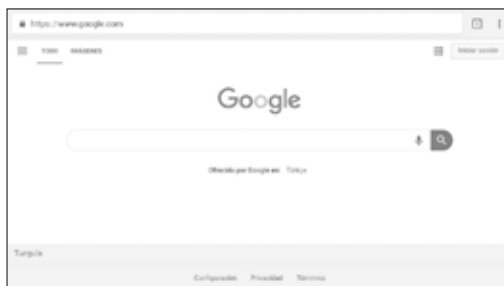 https://www.google.com
TODO IMÁGENES Iniciar sesión
Google
Ofrecido por Google en: Türkçe
Turquía
Configuración Privacidad Términos